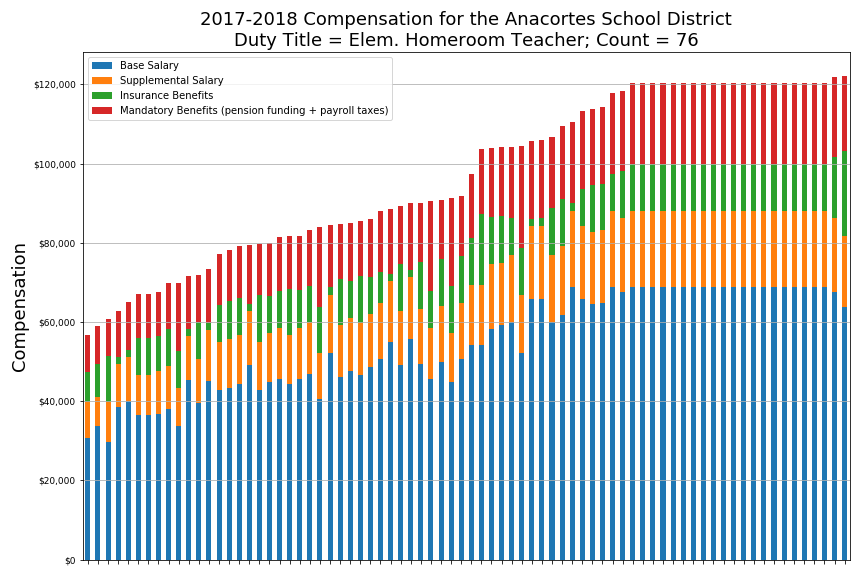 2017-2018 Compensation for the Anacortes School District
Duty Title = Elem. Homeroom Teacher; Count = 76
Base Salary
Supplemental Salary
Insurance Benefits
Mandatory Benefits (pension funding + payroll taxes)
Compensation
$120,000
$100,000
$80,000
$60,000
$40,000
$20,000
$0